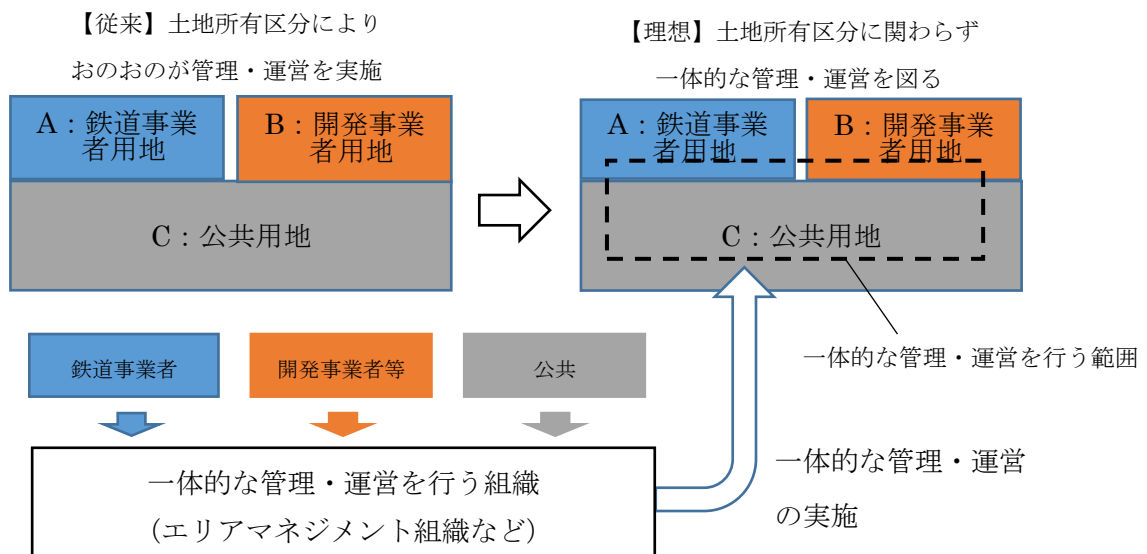 【従来】土地所有区分により
おのおのが管理・運営を実施
A：鉄道事業
者用地
B：開発事業
者用地
C：公共用地
【理想】土地所有区分に関わらず
一体的な管理・運営を図る
A：鉄道事業
者用地
B：開発事業
者用地
C：公共用地
一体的な管理・運営を行う範囲
鉄道事業者
開発事業者等
公共
一体的な管理・運営を行う組織
（エリアマネジメント組織など）
一体的な管理・運営
の実施